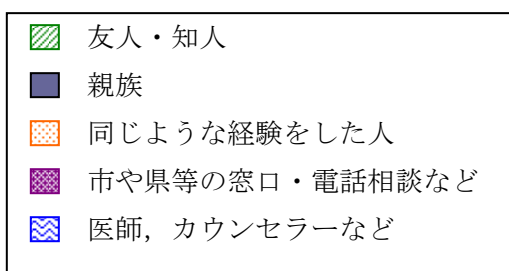 友人・知人
親族
同じような経験をした人
市や県等の窓口・電話相談など
医師，カウンセラーなど